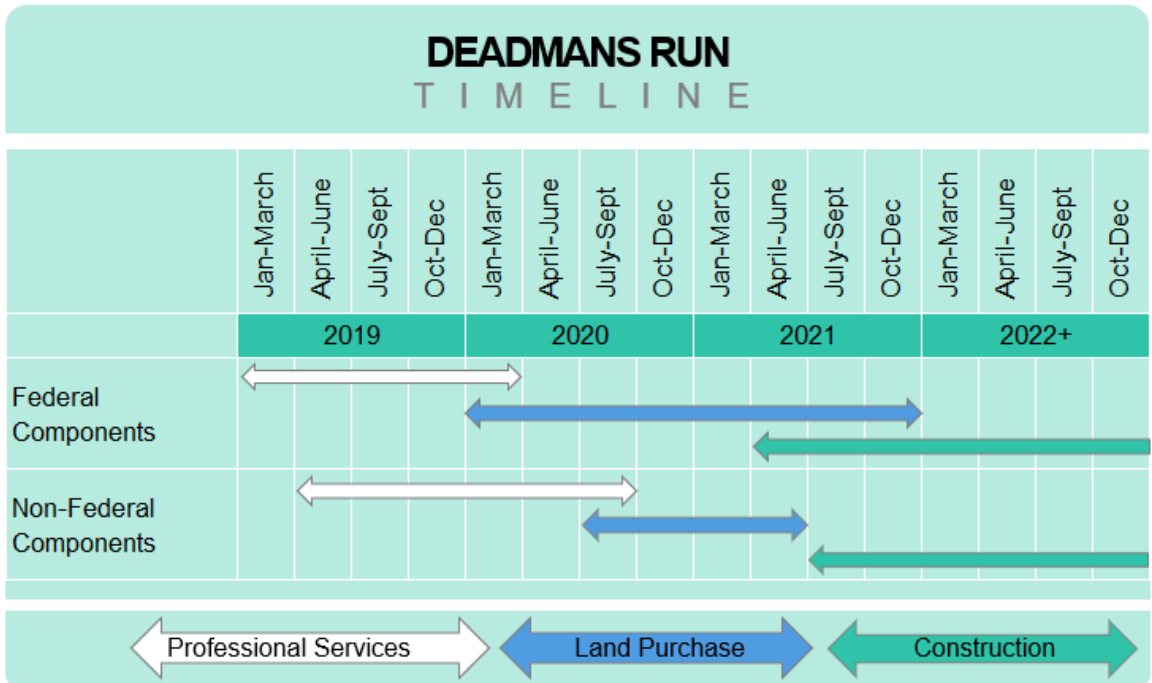 DEADMANS RUN
TIMELINE
Jan-March
April-June
July-Sept
Oct-Dec
Jan-March
April-June
July-Sept
Oct-Dec
Jan-March
April-June
July-Sept
Oct-Dec
Jan-March
April-June
July-Sept
Oct-Dec
2019 2020 2021 2022+
Federal
Components
Non-Federal
Components
Professional Services Land Purchase Construction